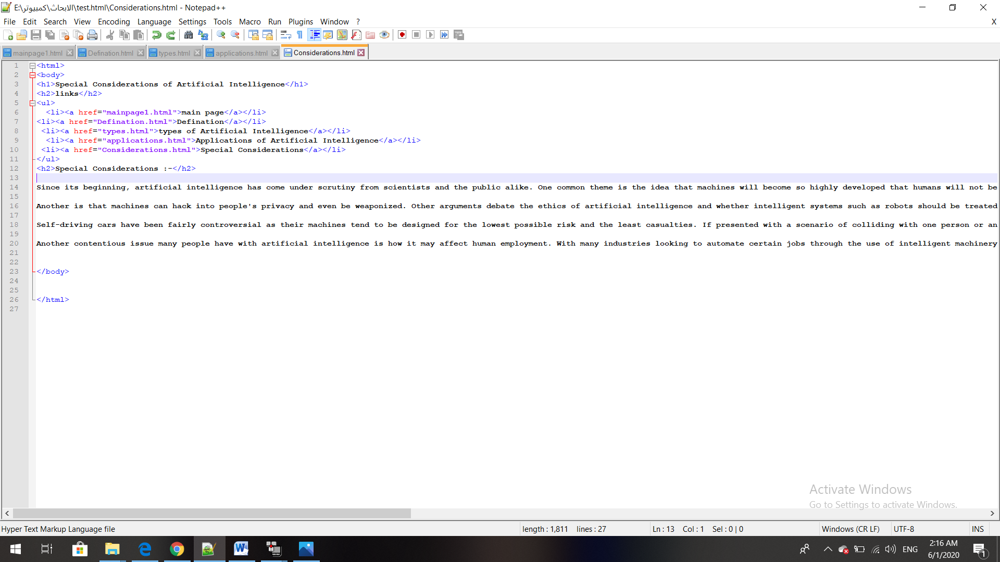 E:\الابحاث\كمبيوتر\test.html\Considerations.html - Notepad++
File Edit Search View Encoding Language Settings Tools Macro Run Plugins Window ? X
mainpage1.html Defination.html types.html applications.html Considerations.html
1 <html>
2 <body>
3 <h1>Special Considerations of Artificial Intelligence</h1>
4 <h2>links</h2>
5 <ul>
6 <li><a href="mainpage1.html">main page</a></li>
7 <li><a href="Defination.html">Defination</a></li>
8 <li><a href="types.html">types of Artificial Intelligence</a></li>
9 <li><a href="applications.html">Applications of Artificial Intelligence</a></li>
10 <li><a href="Considerations.html">Special Considerations</a></li>
11 </ul>
12 <h2>Special Considerations :-</h2>
13
14 Since its beginning, artificial intelligence has come under scrutiny from scientists and the public alike. One common theme is the idea that machines will become so highly developed that humans will not be
15
16 Another is that machines can hack into people's privacy and even be weaponized. Other arguments debate the ethics of artificial intelligence and whether intelligent systems such as robots should be treated
17
18 Self-driving cars have been fairly controversial as their machines tend to be designed for the lowest possible risk and the least casualties. If presented with a scenario of colliding with one person or an
19
20 Another contentious issue many people have with artificial intelligence is how it may affect human employment. With many industries looking to automate certain jobs through the use of intelligent machinery
21
22
23 </body>
24
25
26 </html>
27
Activate Windows
Go to Settings to activate Windows.
Hyper Text Markup Language file length : 1,811 lines : 27 Ln : 13 Col : 1 Sel : 0 | 0 Windows (CR LF) UTF-8 INS
ENG 2:16 AM
6/1/2020 1